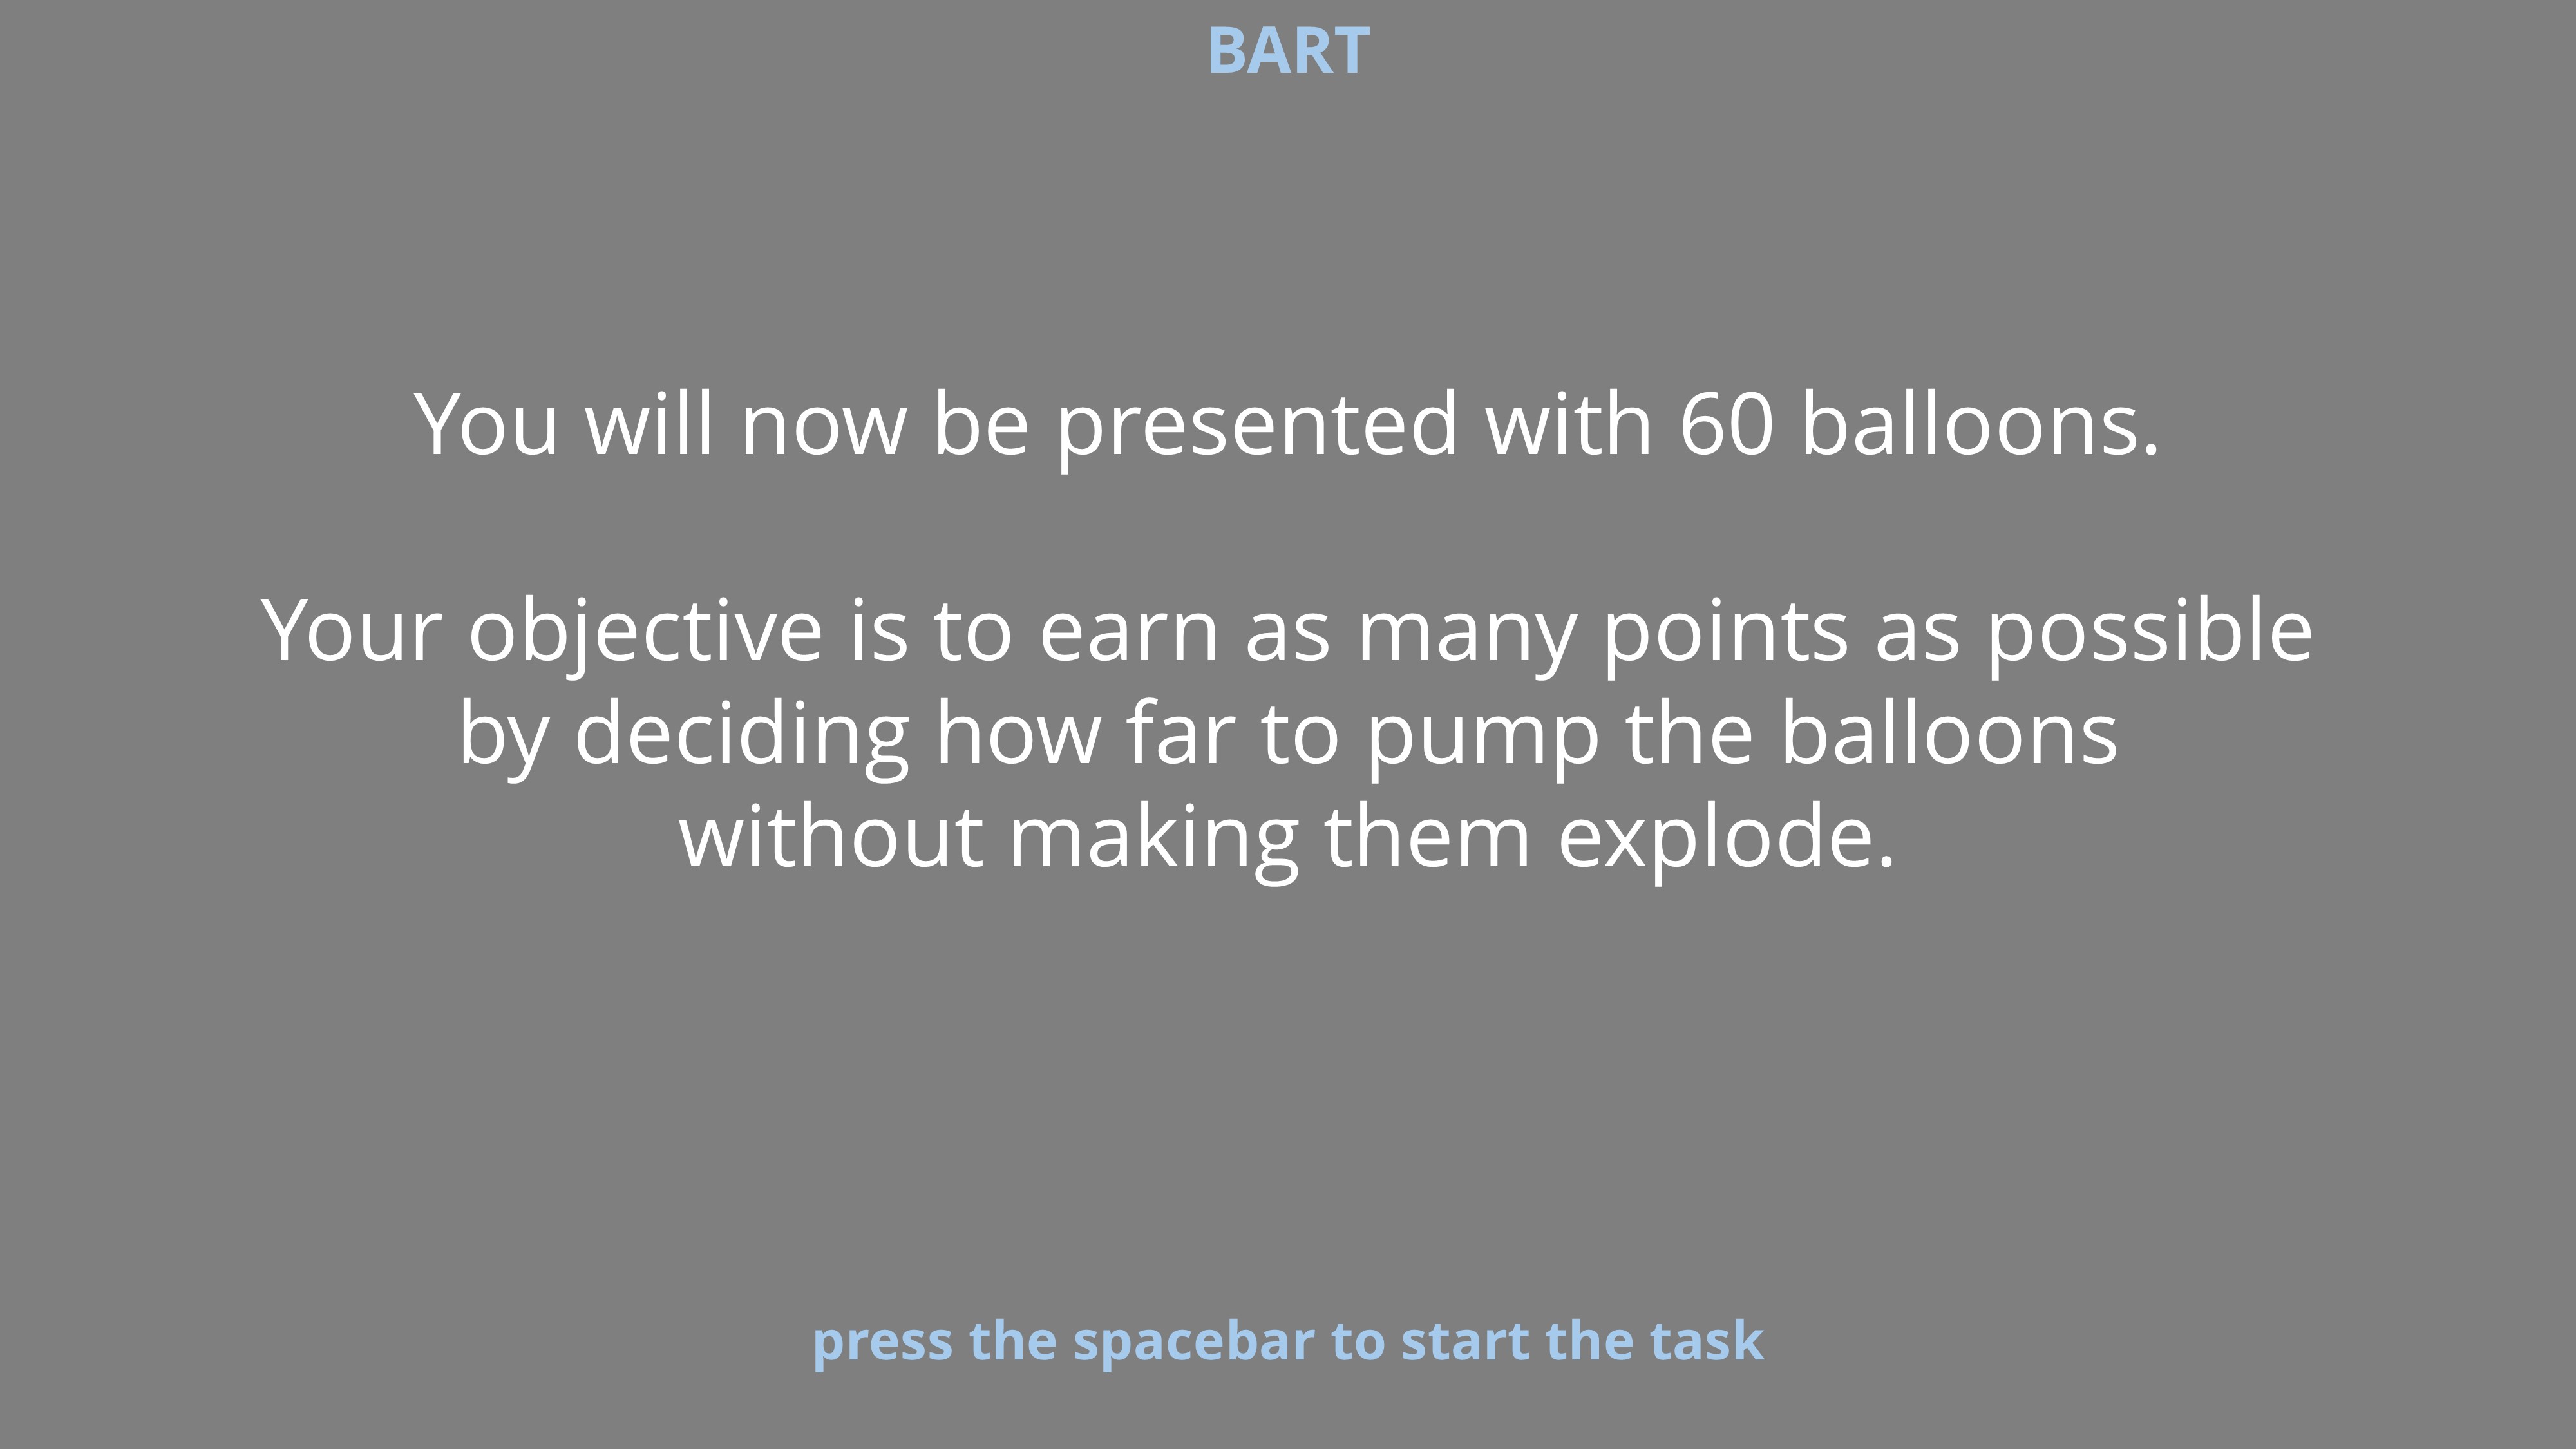 BART
You will now be presented with 60 balloons.
Your objective is to earn as many points as possible
by deciding how far to pump the balloons
without making them explode.
press the spacebar to start the task